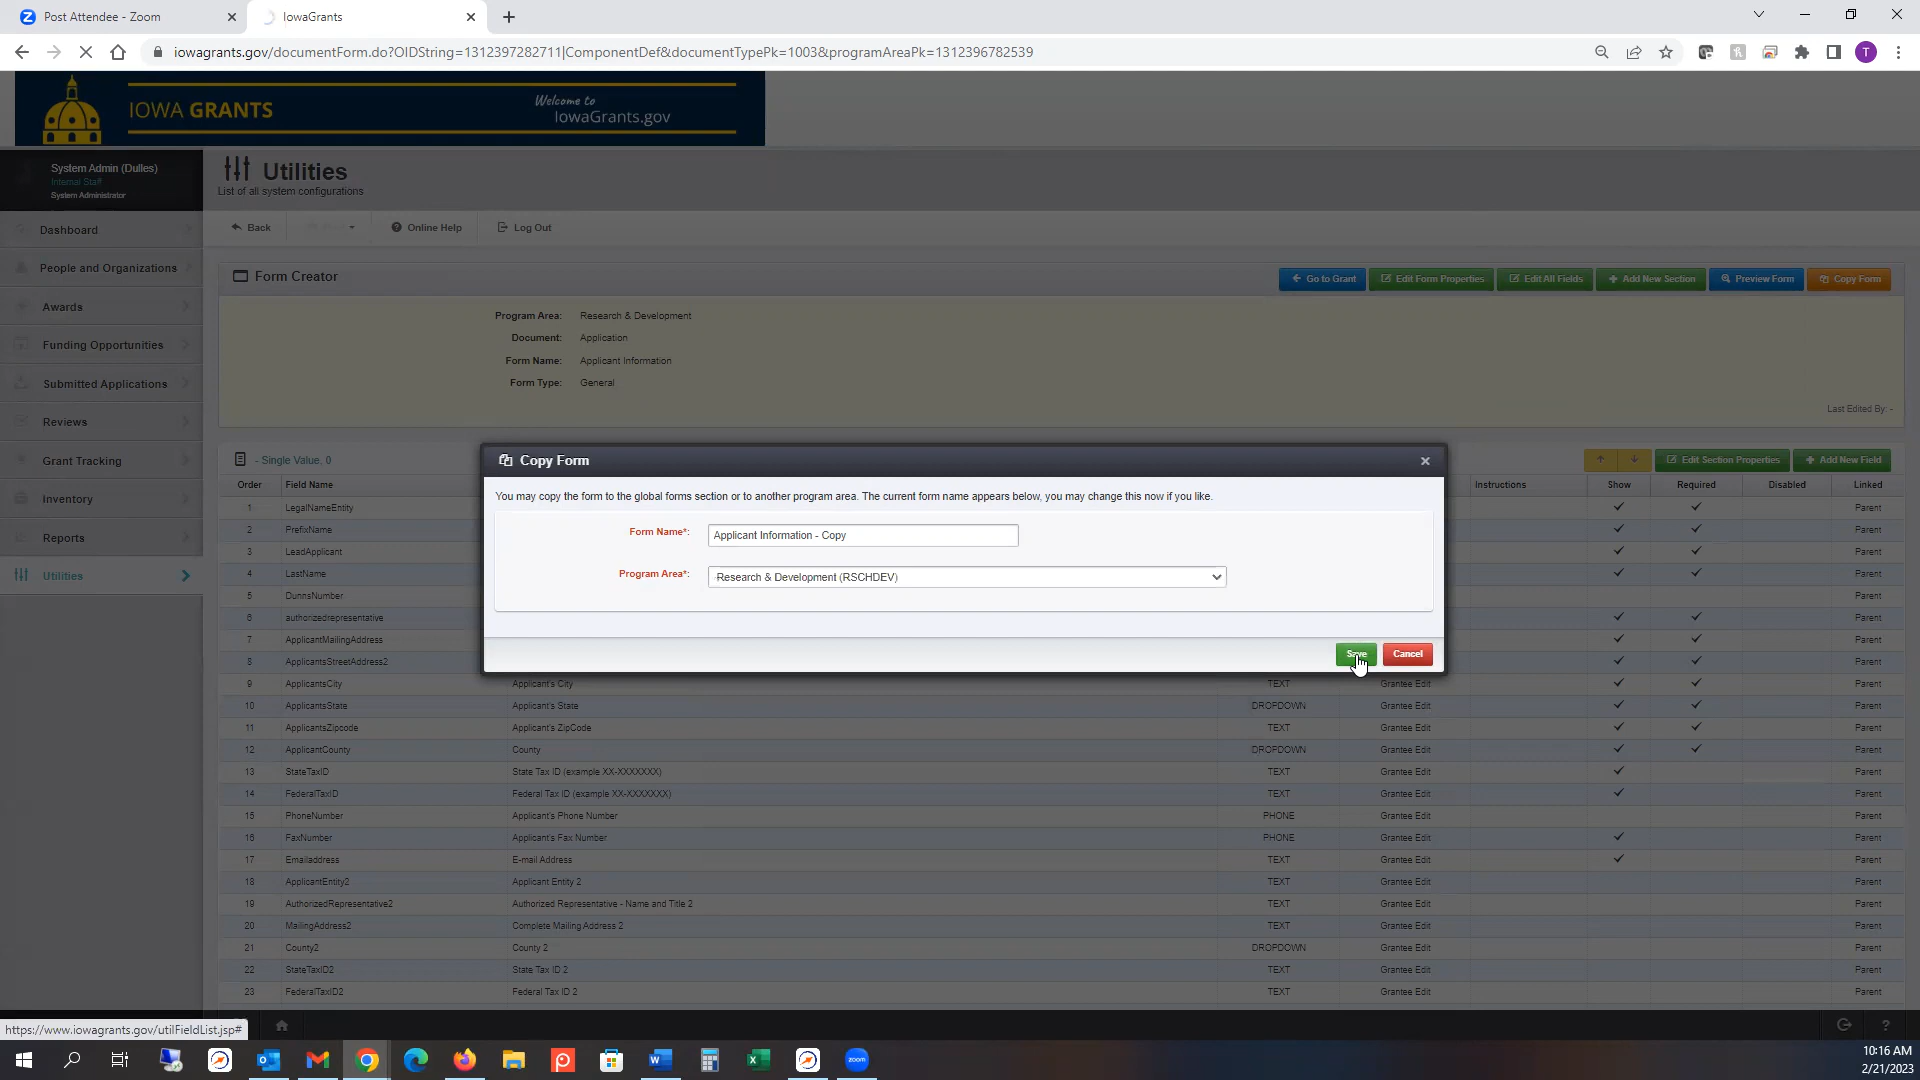 Post Attendee - Zoom
IowaGrants
iowagrants.gov/documentForm.do?OIDString=1312397282711|ComponentDef&documentTypePk=1003&programAreaPk=1312396782539
T
IOWA GRANTS
Welcome to
IowaGrants.gov
System Admin (Dulles)
Internal Staff
System Administrator
Utilities
List of all system configurations
Back
Online Help
Log Out
Dashboard
People and Organizations
Awards
Funding Opportunities
Submitted Applications
Reviews
Grant Tracking
Inventory
Reports
Utilities
Form Creator
Go to Grant
Edit Form Properties
Edit All Fields
Add New Section
Preview Form
Copy Form
Program Area: Research & Development
Document: Application
Form Name: Applicant Information
Form Type: General
Last Edited By: -
- Single Value, 0
Edit Section Properties
Add New Field
Order Field Name Instructions Show Required Disabled Linked
Copy Form
You may copy the form to the global forms section or to another program area. The current form name appears below, you may change this now if you like.
Form Name*: Applicant Information - Copy
Program Area*: Research & Development (RSCHDEV)
Save
Cancel
1 LegalNameEntity Parent
2 PrefixName Parent
3 LeadApplicant Parent
4 LastName Parent
5 DunnsNumber Parent
6 authorizedrepresentative Parent
7 ApplicantMailingAddress Parent
8 ApplicantsStreetAddress2 Parent
9 ApplicantsCity Applicant's City TEXT Grantee Edit Parent
10 ApplicantsState Applicant's State DROPDOWN Grantee Edit Parent
11 ApplicantsZipcode Applicant's ZipCode TEXT Grantee Edit Parent
12 ApplicantCounty County DROPDOWN Grantee Edit Parent
13 StateTaxID State Tax ID (example XX-XXXXXXX) TEXT Grantee Edit Parent
14 FederalTaxID Federal Tax ID (example XX-XXXXXXX) TEXT Grantee Edit Parent
15 PhoneNumber Applicant's Phone Number PHONE Grantee Edit Parent
16 FaxNumber Applicant's Fax Number PHONE Grantee Edit Parent
17 Emailaddress E-mail Address TEXT Grantee Edit Parent
18 ApplicantEntity2 Applicant Entity 2 TEXT Grantee Edit Parent
19 AuthorizedRepresentative2 Authorized Representative - Name and Title 2 TEXT Grantee Edit Parent
20 MailingAddress2 Complete Mailing Address 2 TEXT Grantee Edit Parent
21 County2 County 2 DROPDOWN Grantee Edit Parent
22 StateTaxID2 State Tax ID 2 TEXT Grantee Edit Parent
23 FederalTaxID2 Federal Tax ID 2 TEXT Grantee Edit Parent
https://www.iowagrants.gov/utilFieldList.jsp#
zoom
10:16 AM
2/21/2023